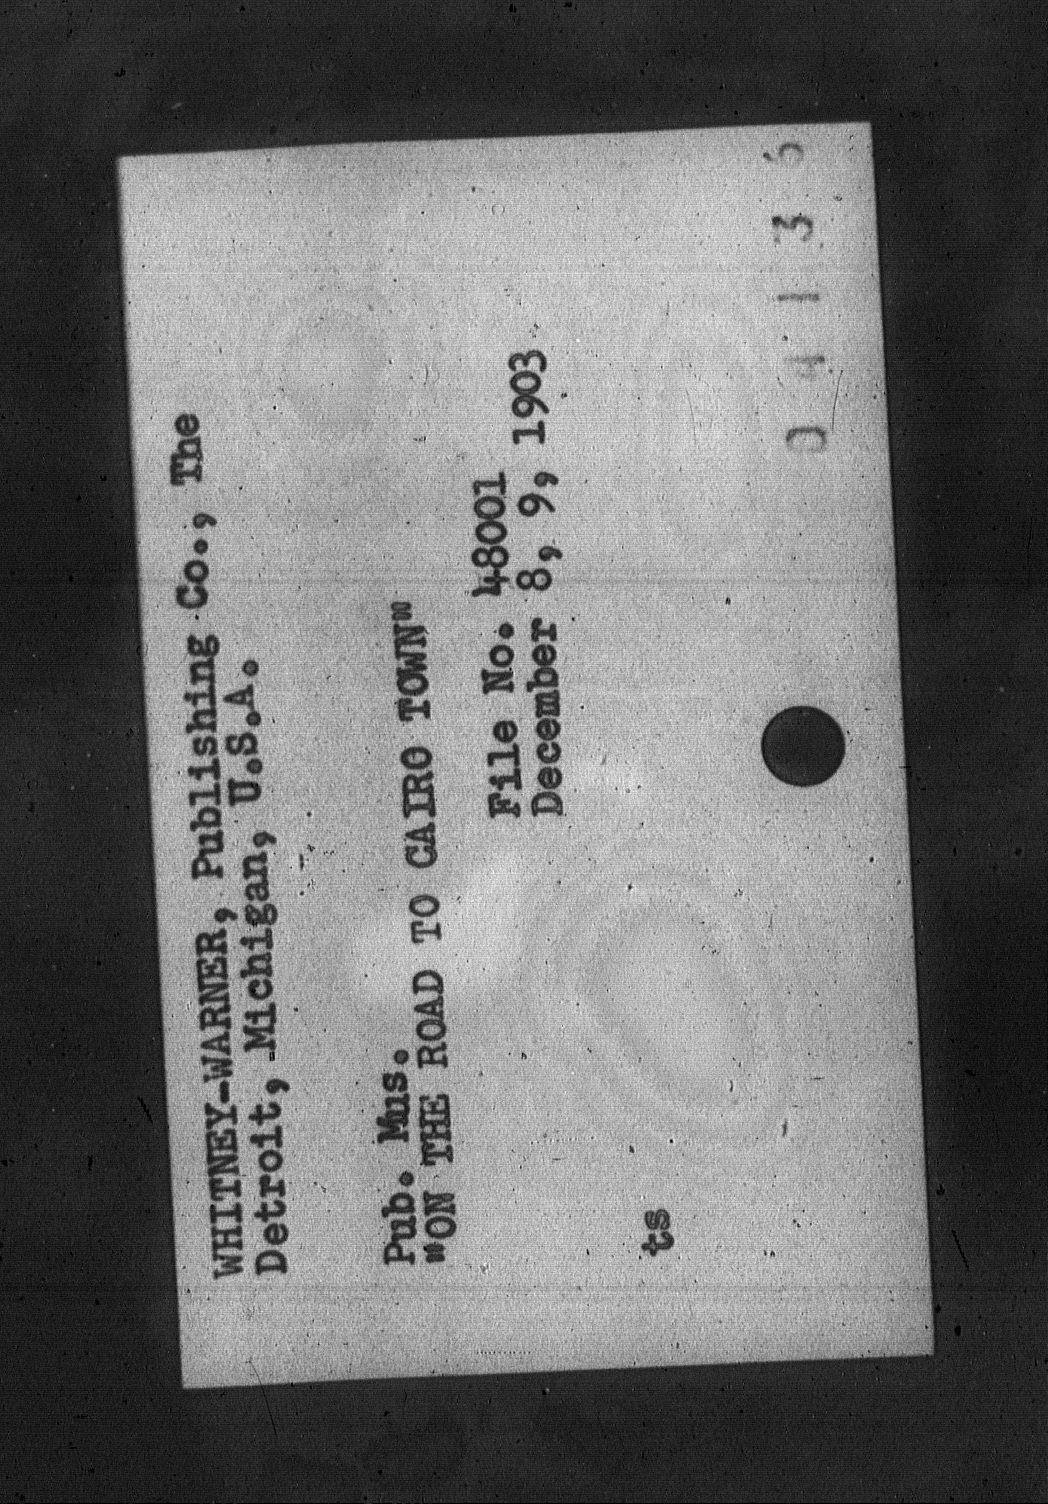 WHITNEY-WARNER, Publishing Co., The
Detroit, Michigan, U.S.A.
Pub. Mus.
"ON THE ROAD TO CAIRO TOWN"
File No. 48001
December 8, 9, 1903
ts